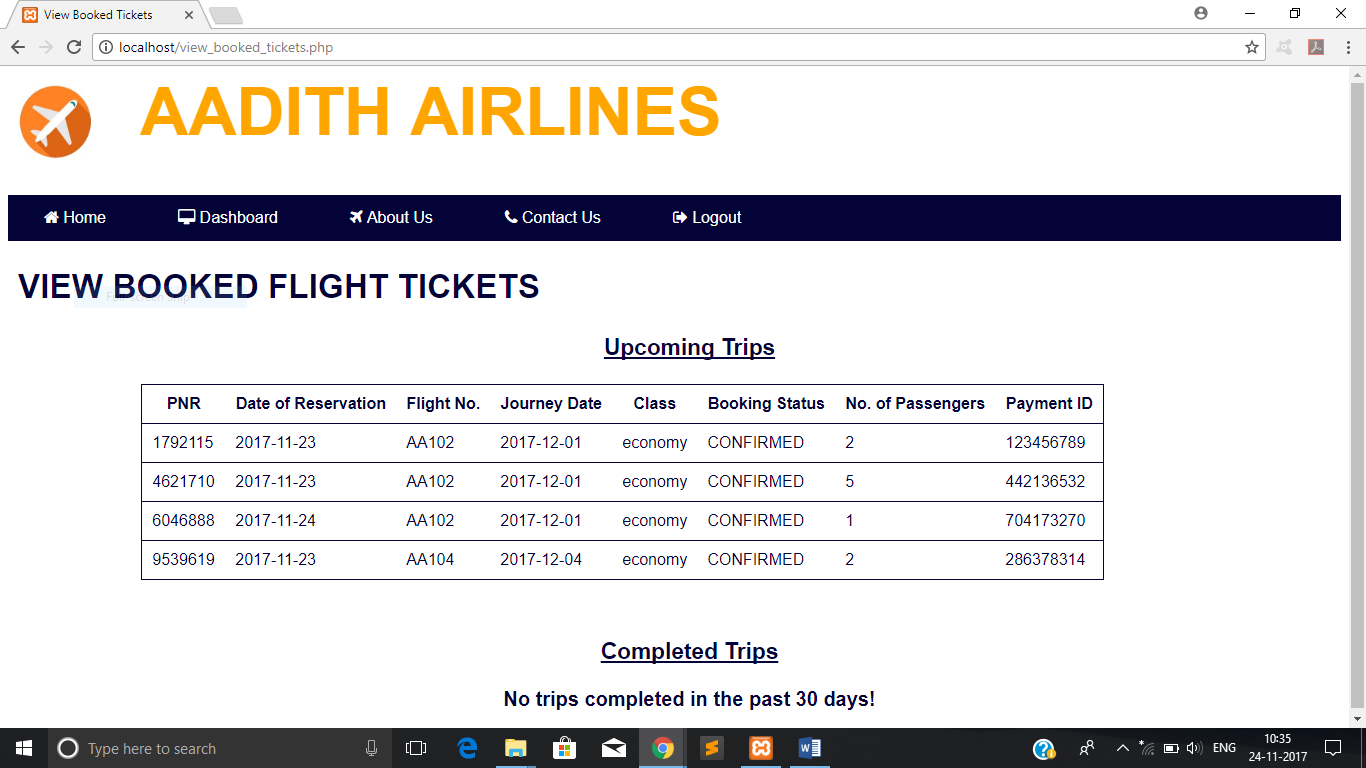 View Booked Tickets
localhost/view_booked_tickets.php
AADITH AIRLINES
Home Dashboard About Us Contact Us Logout
VIEW BOOKED FLIGHT TICKETS
Upcoming Trips
PNR Date of Reservation Flight No. Journey Date Class Booking Status No. of Passengers Payment ID
1792115 2017-11-23 AA102 2017-12-01 economy CONFIRMED 2 123456789
4621710 2017-11-23 AA102 2017-12-01 economy CONFIRMED 5 442136532
6046888 2017-11-24 AA102 2017-12-01 economy CONFIRMED 1 704173270
9539619 2017-11-23 AA104 2017-12-04 economy CONFIRMED 2 286378314
Completed Trips
No trips completed in the past 30 days!
Type here to search
ENG
10:35
24-11-2017